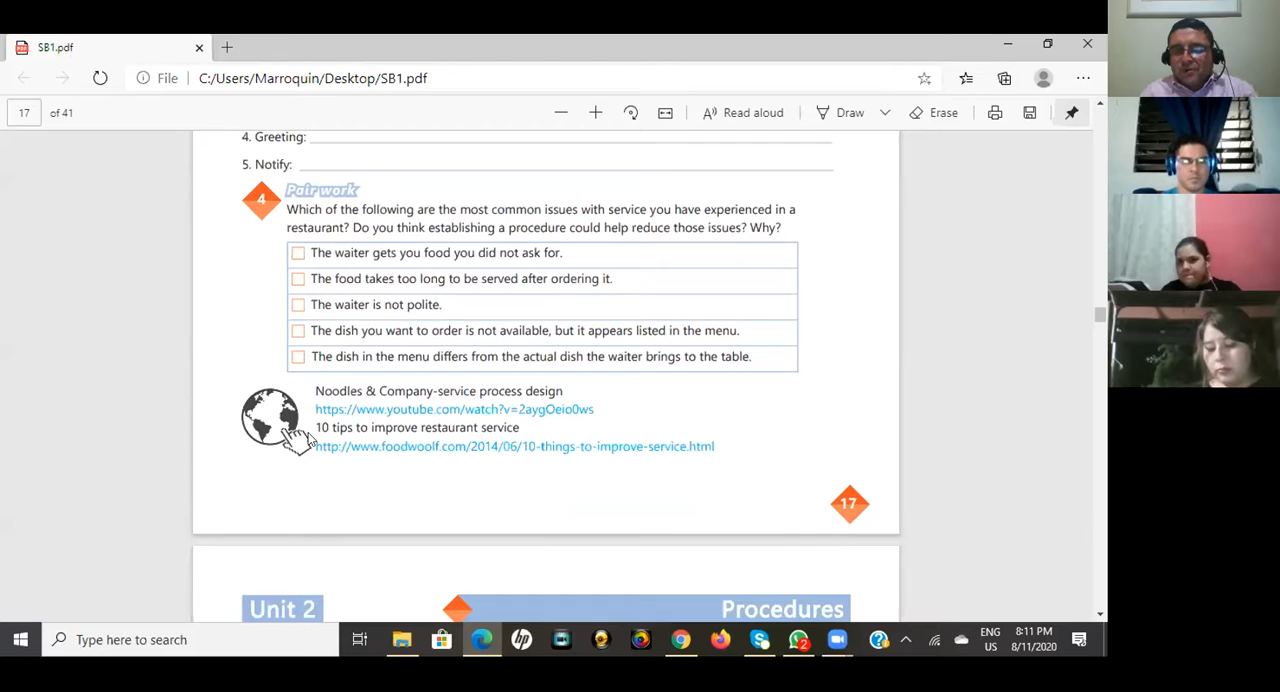 SB1.pdf
File C:/Users/Marroquin/Desktop/SB1.pdf
17 of 41 Read aloud Draw Erase
4. Greeting:
5. Notify:
4 Pair work
Which of the following are the most common issues with service you have experienced in a
restaurant? Do you think establishing a procedure could help reduce those issues? Why?
The waiter gets you food you did not ask for.
The food takes too long to be served after ordering it.
The waiter is not polite.
The dish you want to order is not available, but it appears listed in the menu.
The dish in the menu differs from the actual dish the waiter brings to the table.
Noodles & Company-service process design
https://www.youtube.com/watch?v=2aygOeio0ws
10 tips to improve restaurant service
http://www.foodwoolf.com/2014/06/10-things-to-improve-service.html
17
Unit 2 Procedures
Type here to search
hp
2
ENG
US
8:11 PM
8/11/2020